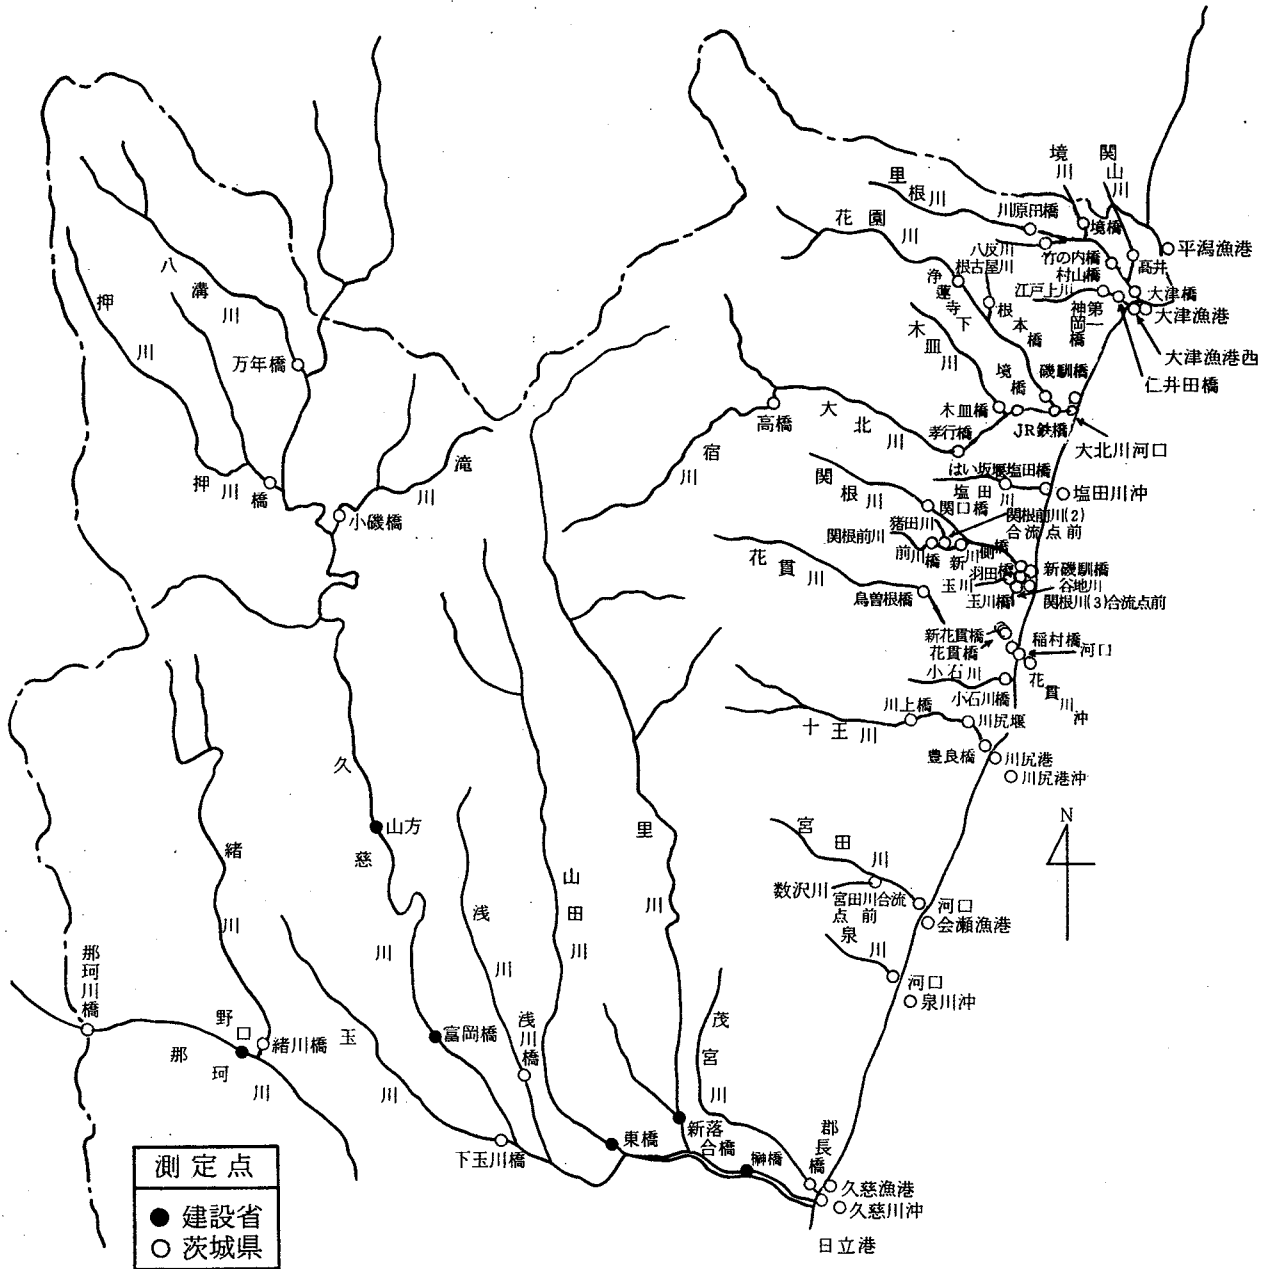 境川
関山川
里根川
川原田橋
境橋
平潟漁港
花園川
八反川
根古屋川
竹の内橋
村山橋
高井
江戸上川
大津橋
浄蓮寺下
根本橋
神第一
岡橋
大津漁港
大津漁港西
仁井田橋
八溝川
押川
万年橋
木皿川
境橋
磯馴橋
木皿橋
JR鉄橋
大北川河口
高橋
大北川
孝行橋
宿川
滝川
押川橋
小磯橋
はい坂堰
塩田橋
塩田川
塩田川沖
関根川
関口橋
関根前川(2)
合流点前
猪田川
関根前川
前川橋
新川側橋
花貫川
羽田橋
新磯馴橋
玉川
谷地川
玉川橋
関根川(3)合流点前
鳥曽根橋
新花貫橋
花貫橋
稲村橋
河口
小石川
小石川橋
花貫川沖
川上橋
川尻堰
十王川
豊良橋
川尻港
川尻港沖
N
久慈川
山方
里川
宮田川
数沢川
宮田川合流
点前
河口
会瀬漁港
泉川
河口
泉川沖
緒川
浅川
山田川
那珂川橋
野口
緒川橋
那珂川
玉川
富岡橋
浅川橋
茂宮川
下玉川橋
東橋
新落
合橋
榊橋
郡長橋
久慈漁港
久慈川沖
日立港
測定点
● 建設省
○ 茨城県